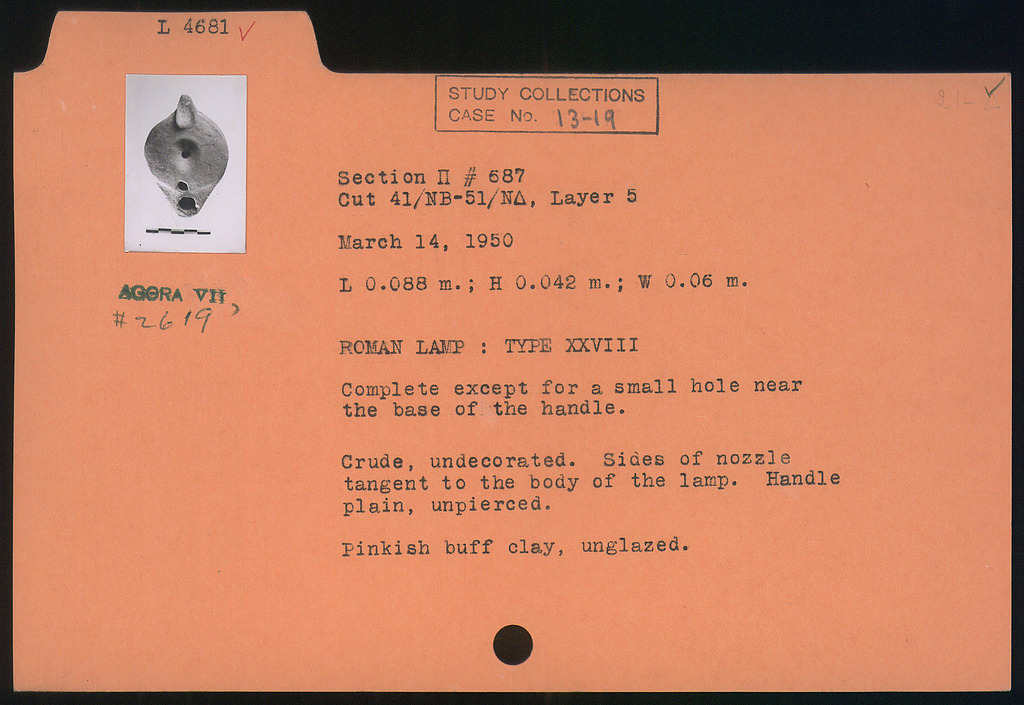 L 4681 ✓
STUDY COLLECTIONS
CASE No. 13-19
Section Π # 687
Cut 41/NB-51/NΔ, Layer 5
March 14, 1950
L 0.088 m.; H 0.042 m.; W 0.06 m.
AGORA VII,
# 2619
ROMAN LAMP : TYPE XXVIII
Complete except for a small hole near
the base of the handle.
Crude, undecorated. Sides of nozzle
tangent to the body of the lamp. Handle
plain, unpierced.
Pinkish buff clay, unglazed.